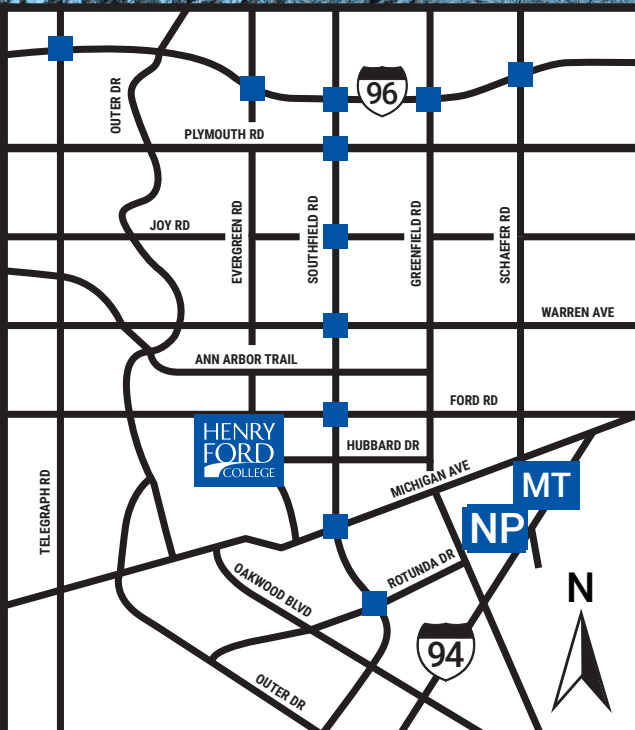 96
OUTER DR
PLYMOUTH RD
JOY RD
EVERGREEN RD
SOUTHFIELD RD
GREENFIELD RD
SCHAEFER RD
WARREN AVE
ANN ARBOR TRAIL
FORD RD
HENRY
FORD
COLLEGE
HUBBARD DR
MICHIGAN AVE
TELEGRAPH RD
MT
NP
ROTUNDA DR
OAKWOOD BLVD
N
94
OUTER DR